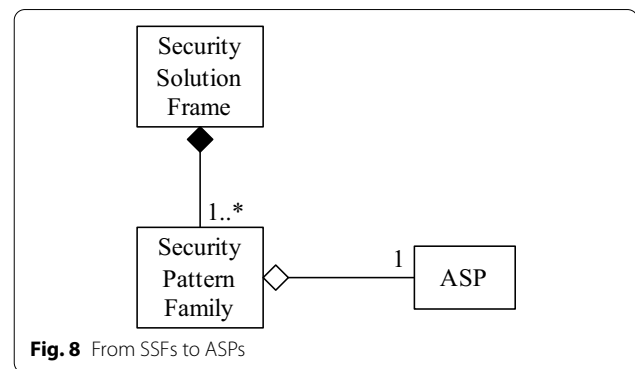 Security
Solution
Frame
1..*
Security
Pattern
Family
1
ASP
Fig. 8 From SSFs to ASPs